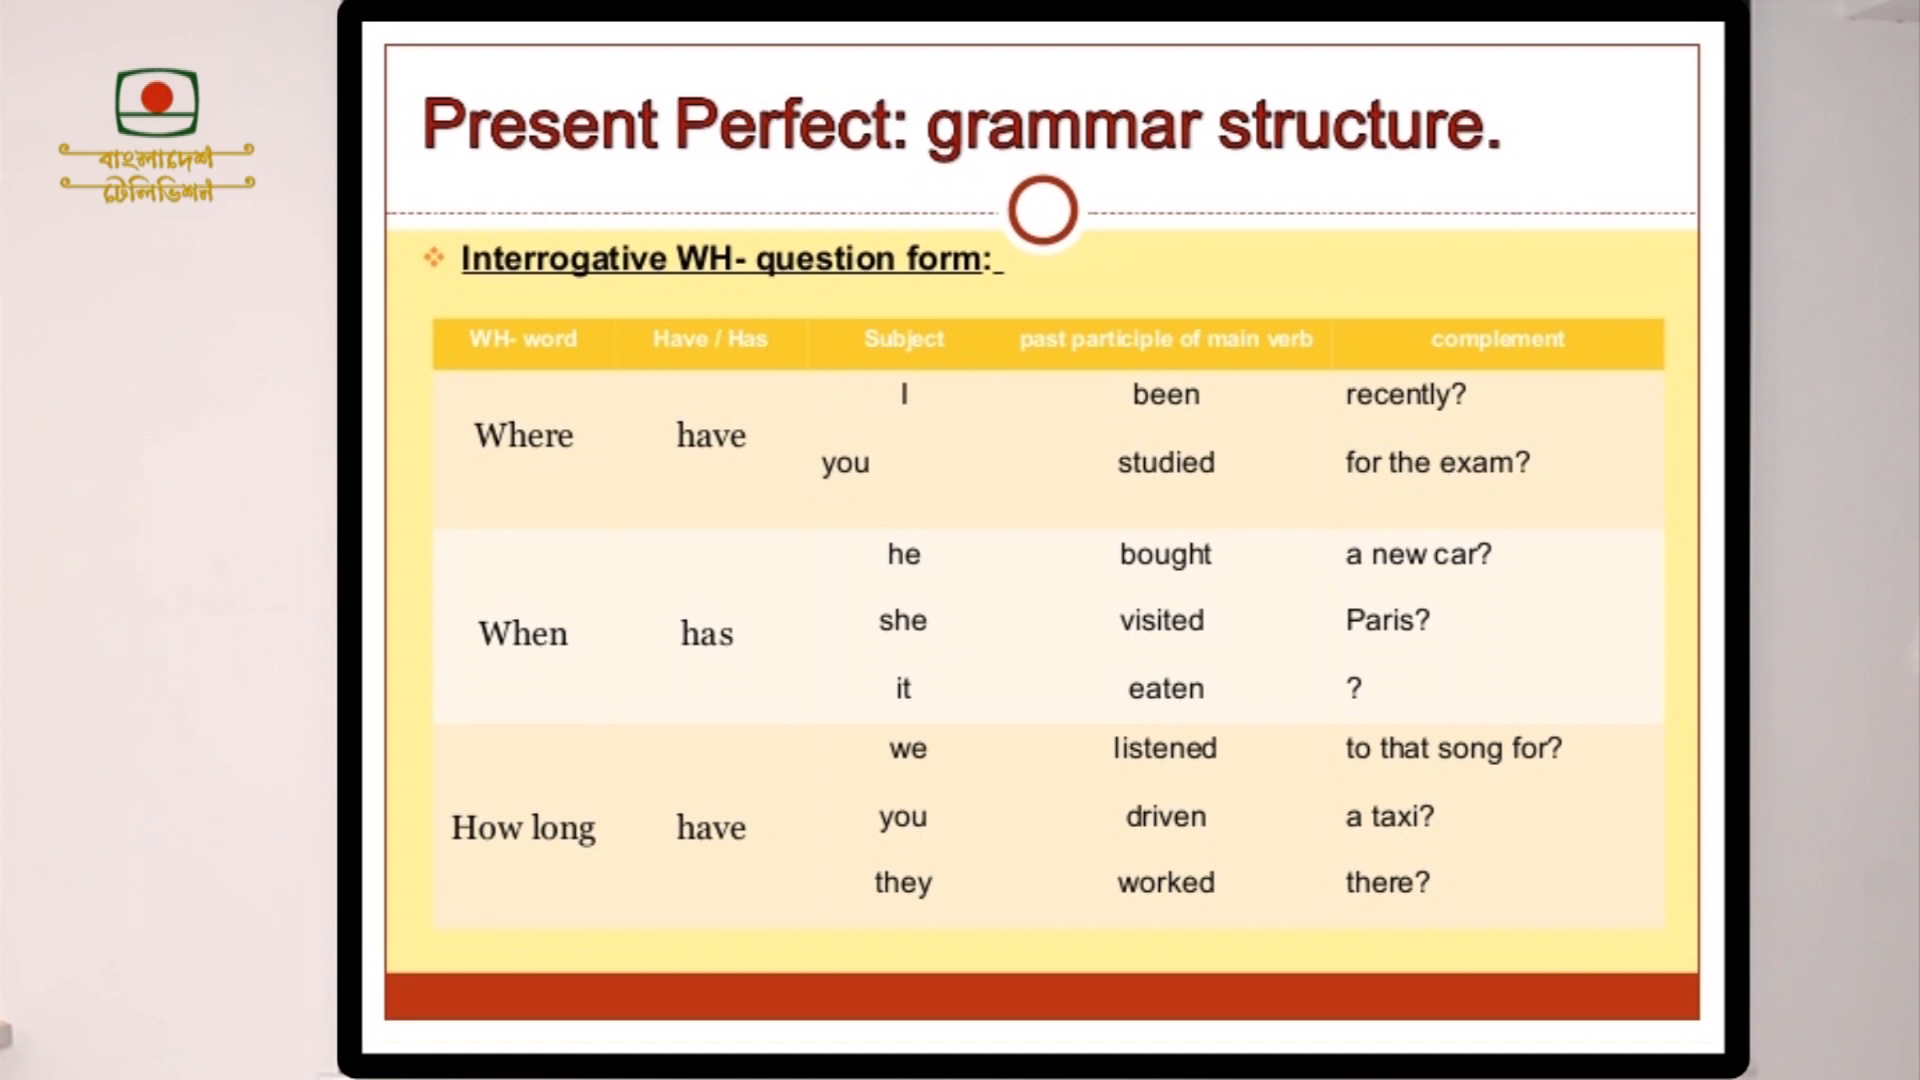 বাংলাদেশ
টেলিভিশন
Present Perfect: grammar structure.
Interrogative WH- question form:
WH- word Have / Has Subject past participle of main verb complement
I been recently?
Where have
you studied for the exam?
he bought a new car?
When has she visited Paris?
it eaten ?
we listened to that song for?
How long have you driven a taxi?
they worked there?